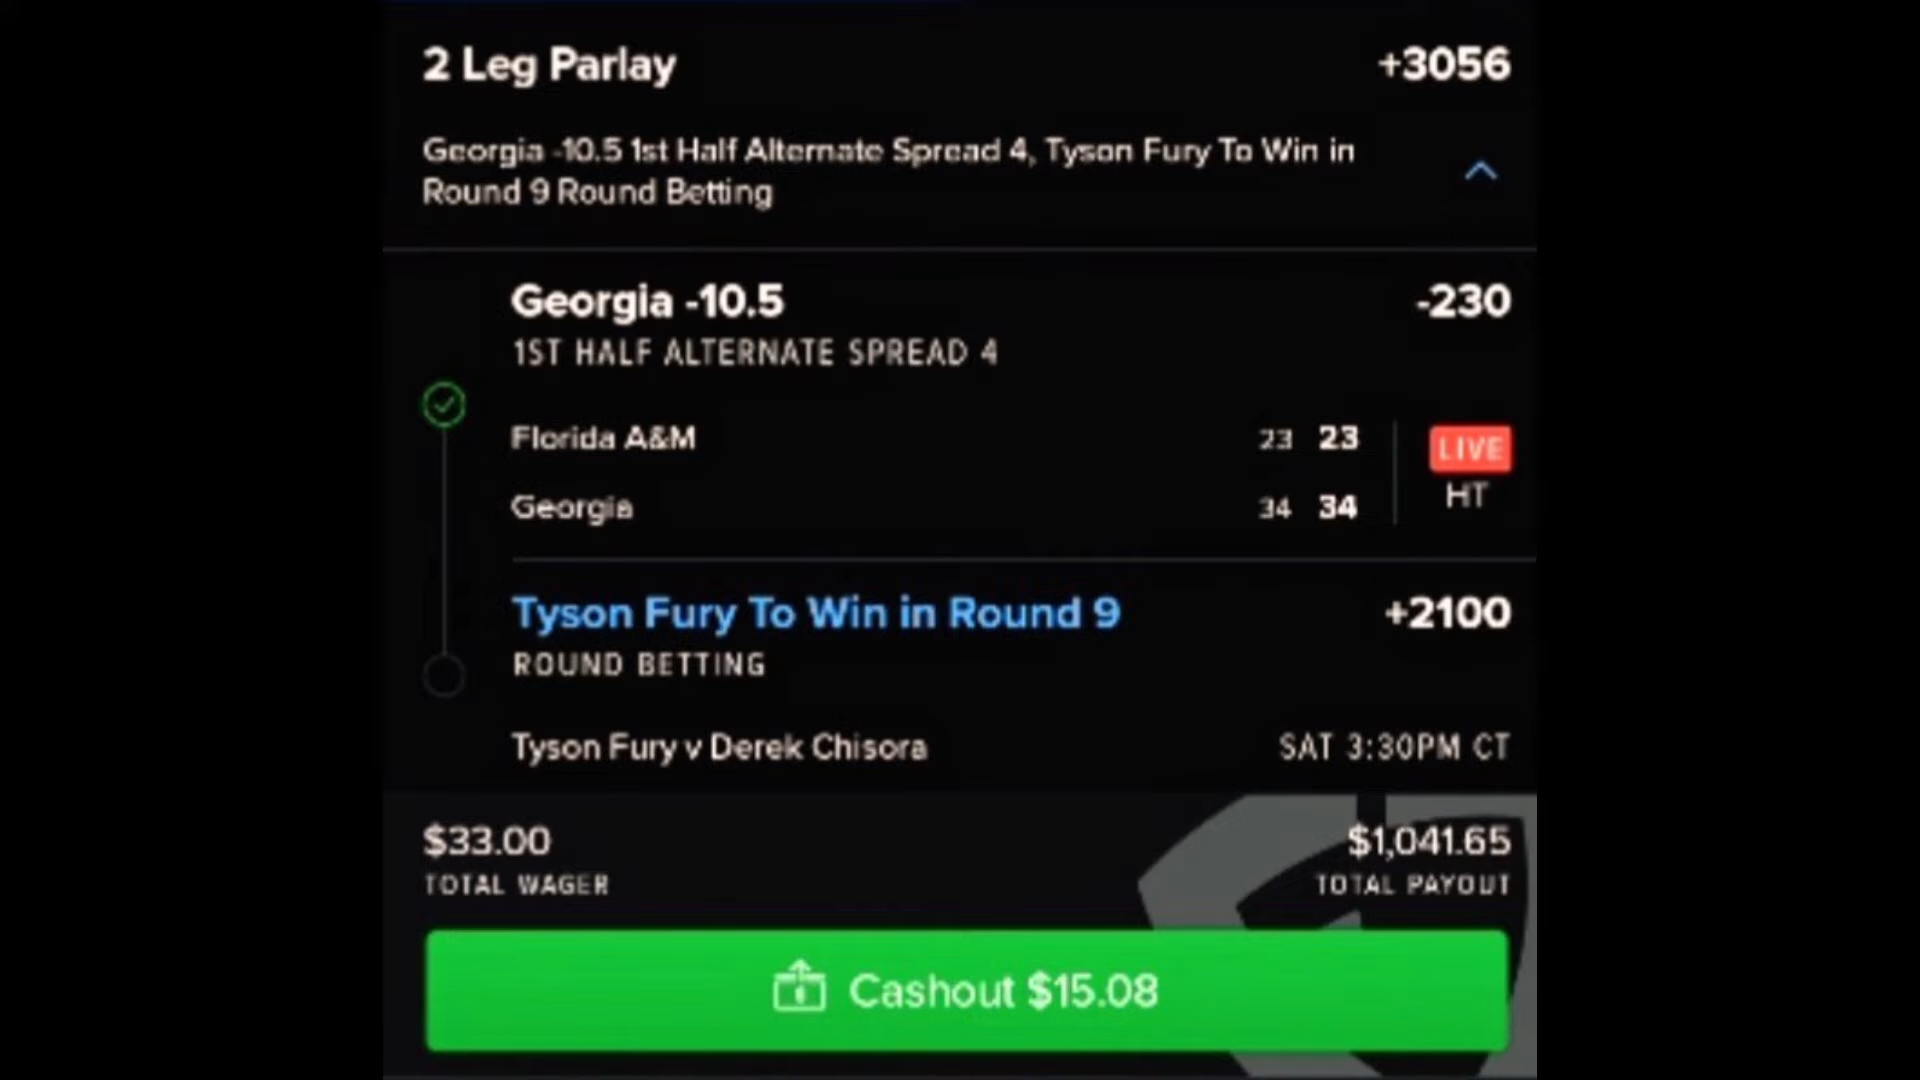 2 Leg Parlay +3056
Georgia -10.5 1st Half Alternate Spread 4, Tyson Fury To Win in
Round 9 Round Betting
Georgia -10.5 -230
1ST HALF ALTERNATE SPREAD 4
Florida A&M 23 23 LIVE
Georgia 34 34 HT
Tyson Fury To Win in Round 9 +2100
ROUND BETTING
Tyson Fury v Derek Chisora SAT 3:30PM CT
$33.00 $1,041.65
TOTAL WAGER TOTAL PAYOUT
Cashout $15.08